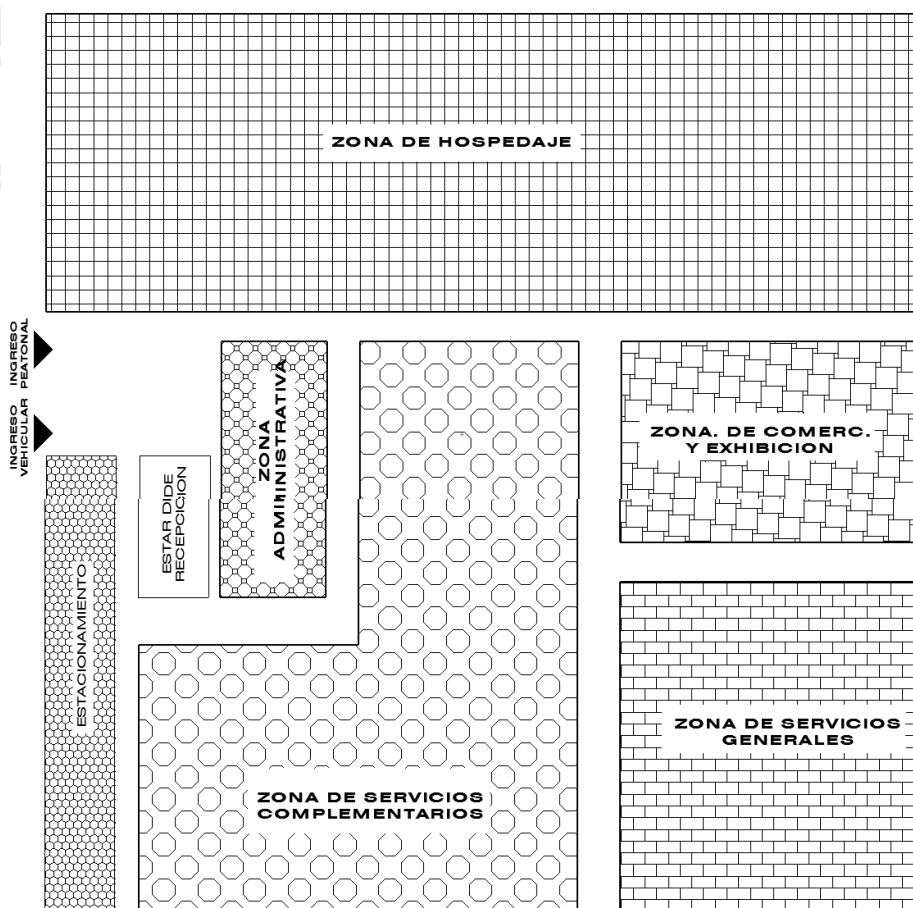 ZONA DE HOSPEDAJE
INGRESO
PEATONAL
INGRESO
VEHICULAR
ZONA
ADMINISTRATIVA
ZONA. DE COMERC.
Y EXHIBICION
ESTAR DIDE
RECEPCICION
ESTACIONAMIENTO
ZONA DE SERVICIOS
GENERALES
ZONA DE SERVICIOS
COMPLEMENTARIOS